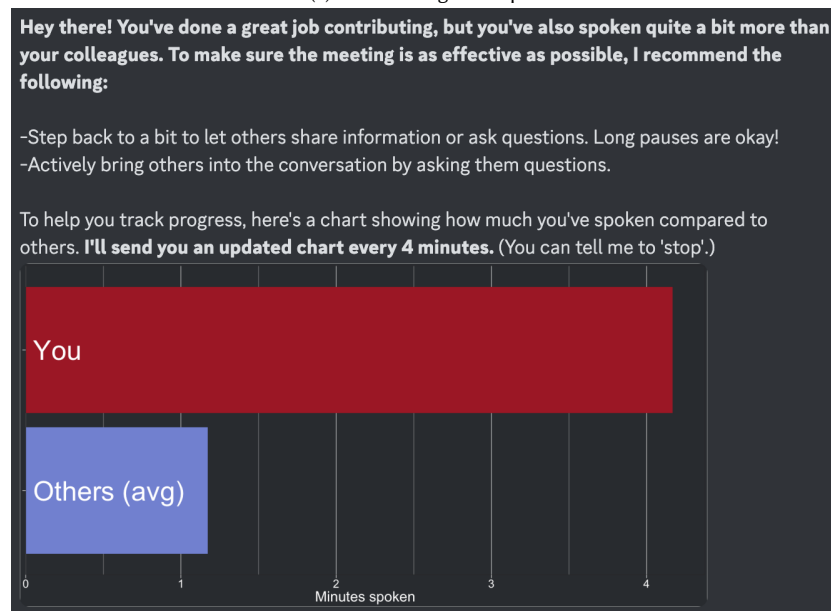 Hey there! You've done a great job contributing, but you've also spoken quite a bit more than
your colleagues. To make sure the meeting is as effective as possible, I recommend the
following:
-Step back to a bit to let others share information or ask questions. Long pauses are okay!
-Actively bring others into the conversation by asking them questions.
To help you track progress, here's a chart showing how much you've spoken compared to
others. I'll send you an updated chart every 4 minutes. (You can tell me to 'stop'.)
You
Others (avg)
0 1 2 3 4
Minutes spoken